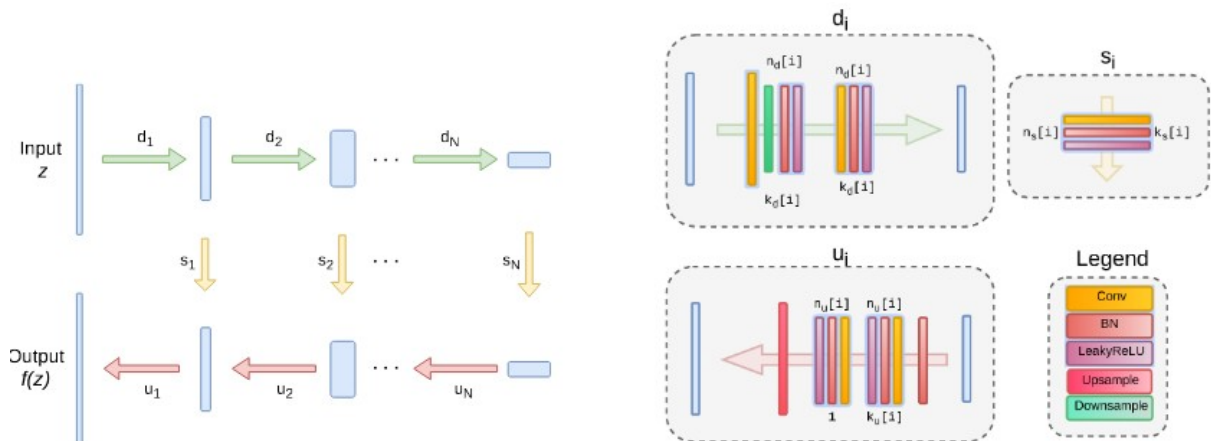 Input
z
d1
d2
. . .
dN
s1
s2
. . .
sN
Output
f(z)
u1
u2
. . .
uN
di
nd[i]
nd[i]
kd[i]
kd[i]
si
ns[i]
ks[i]
ui
nu[i]
nu[i]
1
ku[i]
Legend
Conv
BN
LeakyReLU
Upsample
Downsample